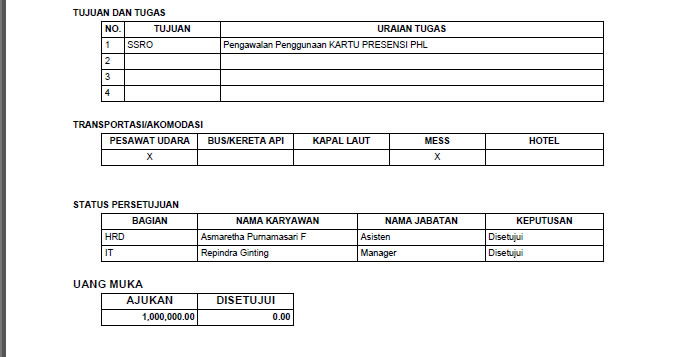 TUJUAN DAN TUGAS
NO. TUJUAN URAIAN TUGAS
1 SSRO Pengawalan Penggunaan KARTU PRESENSI PHL
2
3
4
TRANSPORTASI/AKOMODASI
PESAWAT UDARA BUS/KERETA API KAPAL LAUT MESS HOTEL
X X
STATUS PERSETUJUAN
BAGIAN NAMA KARYAWAN NAMA JABATAN KEPUTUSAN
HRD Asmaretha Purnamasari F Asisten Disetujui
IT Repindra Ginting Manager Disetujui
UANG MUKA
AJUKAN DISETUJUI
1,000,000.00 0.00